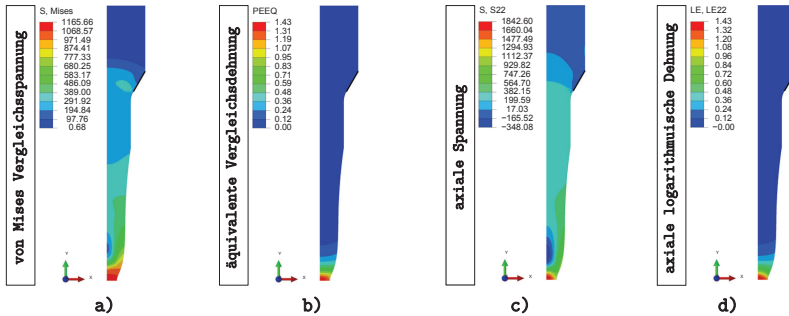 von Mises Vergleichsspannung
S, Mises
1165.66
1068.57
971.49
874.41
777.33
680.25
583.17
486.09
389.00
291.92
194.84
97.76
0.68
Y
X
a)
äquivalente Vergleichsdehnung
PEEQ
1.43
1.31
1.19
1.07
0.95
0.83
0.71
0.59
0.48
0.36
0.24
0.12
0.00
Y
X
b)
axiale Spannung
S, S22
1842.60
1660.04
1477.49
1294.93
1112.37
929.82
747.26
564.70
382.15
199.59
17.03
−165.52
−348.08
Y
X
c)
axiale logarithmuische Dehnung
LE, LE22
1.43
1.32
1.20
1.08
0.96
0.84
0.72
0.60
0.48
0.36
0.24
0.12
−0.00
Y
X
d)